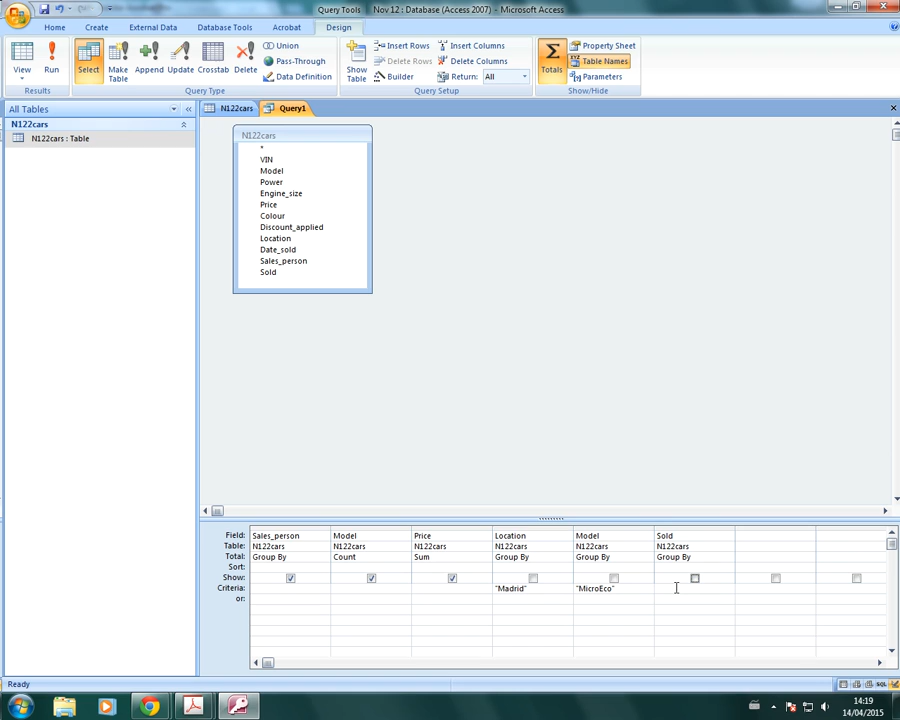 Query Tools Nov 12 : Database (Access 2007) - Microsoft Access
Home Create External Data Database Tools Acrobat Design
View
Run
Results
Select
Make Table
Append
Update
Crosstab
Delete
Union
Pass-Through
Data Definition
Query Type
Show Table
Insert Rows
Delete Rows
Builder
Insert Columns
Delete Columns
Return: All
Query Setup
Σ
Totals
Property Sheet
XYZ Table Names
Parameters
Show/Hide
All Tables
N122cars
N122cars : Table
N122cars Query1
N122cars
*
VIN
Model
Power
Engine_size
Price
Colour
Discount_applied
Location
Date_sold
Sales_person
Sold
Field: Sales_person Model Price Location Model Sold
Table: N122cars N122cars N122cars N122cars N122cars N122cars
Total: Group By Count Sum Group By Group By Group By
Sort:
Show:
Criteria: "Madrid" "MicroEco"
or:
Ready
SQL
14:19
14/04/2015